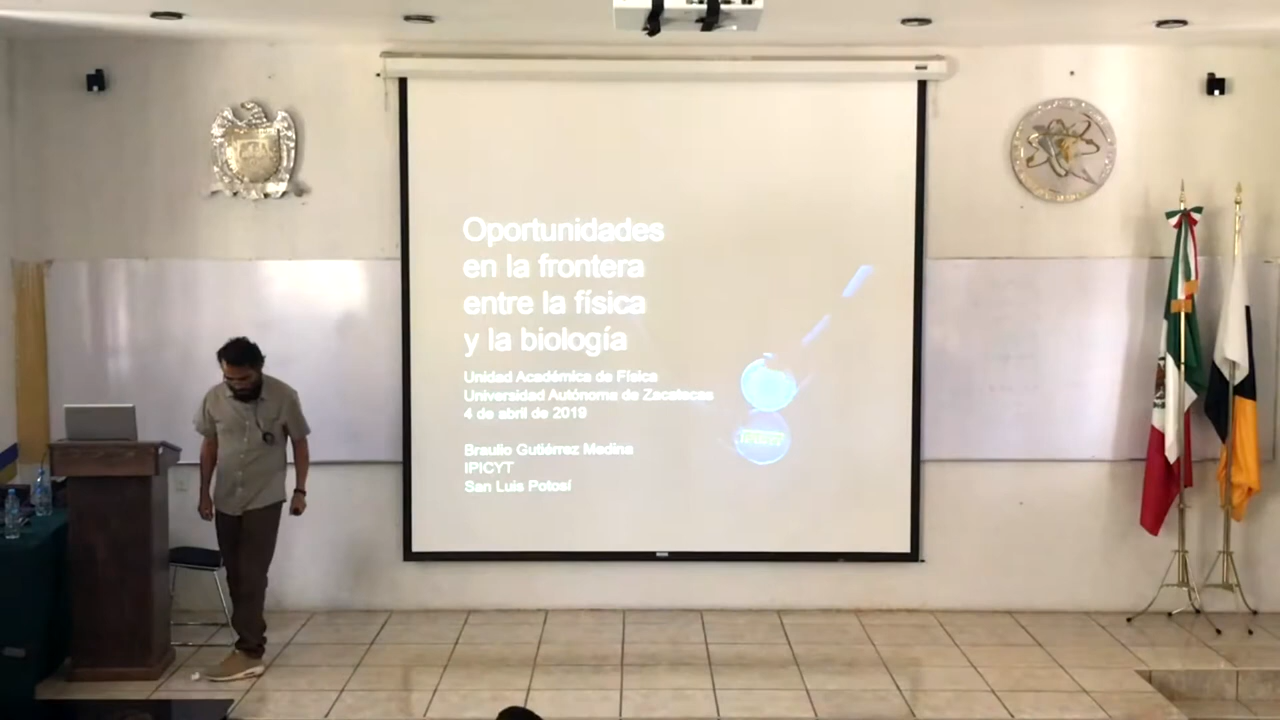 Oportunidades
en la frontera
entre la física
y la biología
Unidad Académica de Física
Universidad Autónoma de Zacatecas
4 de abril de 2019
Braulio Gutiérrez Medina
IPICYT
San Luis Potosí